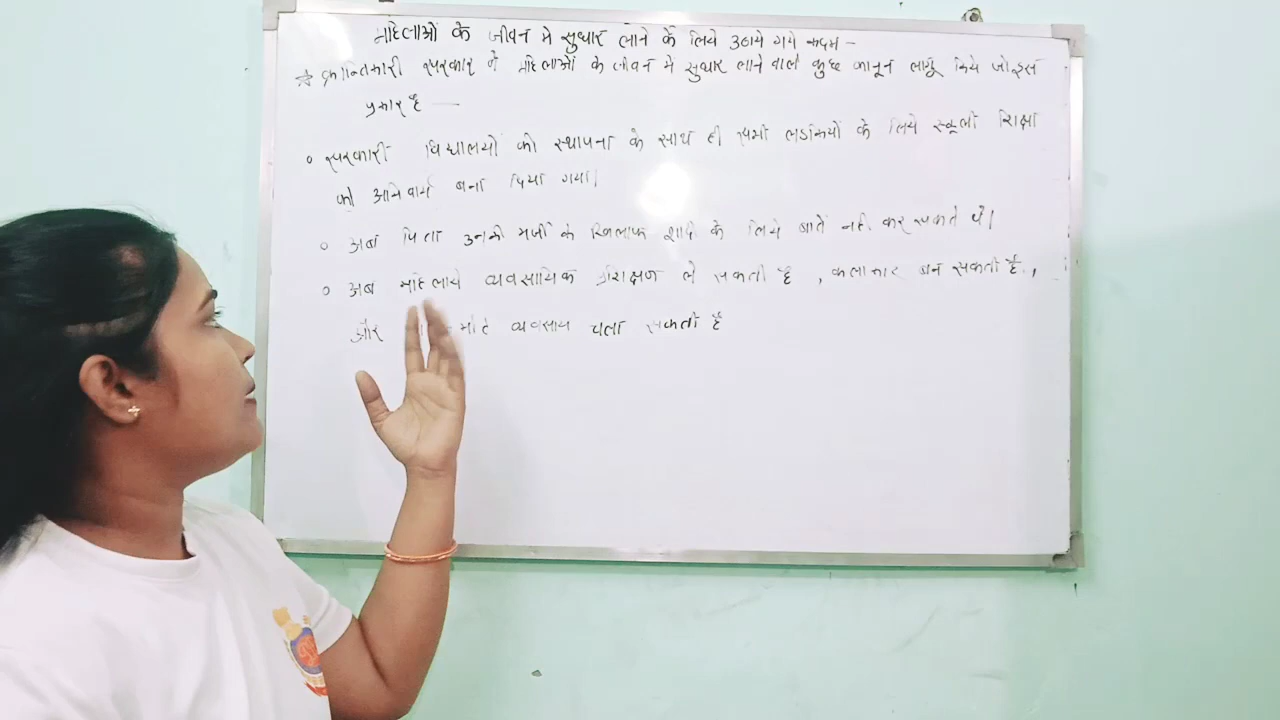 महिलाओं के जीवन मे सुधार लाने के लिये उठाये गये कदम -
☆ क्रान्तिकारी सरकार ने महिलाओं के जीवन मे सुधार लाने वाले कुछ कानून लागू किये जो इस
प्रकार है —
० सरकारी विद्यालयों की स्थापना के साथ ही सभी लडकियों के लिये स्कूली शिक्षा
को अनिवार्य बना दिया गया।
० अब पिता उनकी मर्जी के खिलाफ शादी के लिये बाते नही कर सकते थे।
० अब महिलाये व्यवसायिक प्रशिक्षण ले सकती है , कलाकार बन सकती है ,
और मोटे व्यवसाय चला सकती है